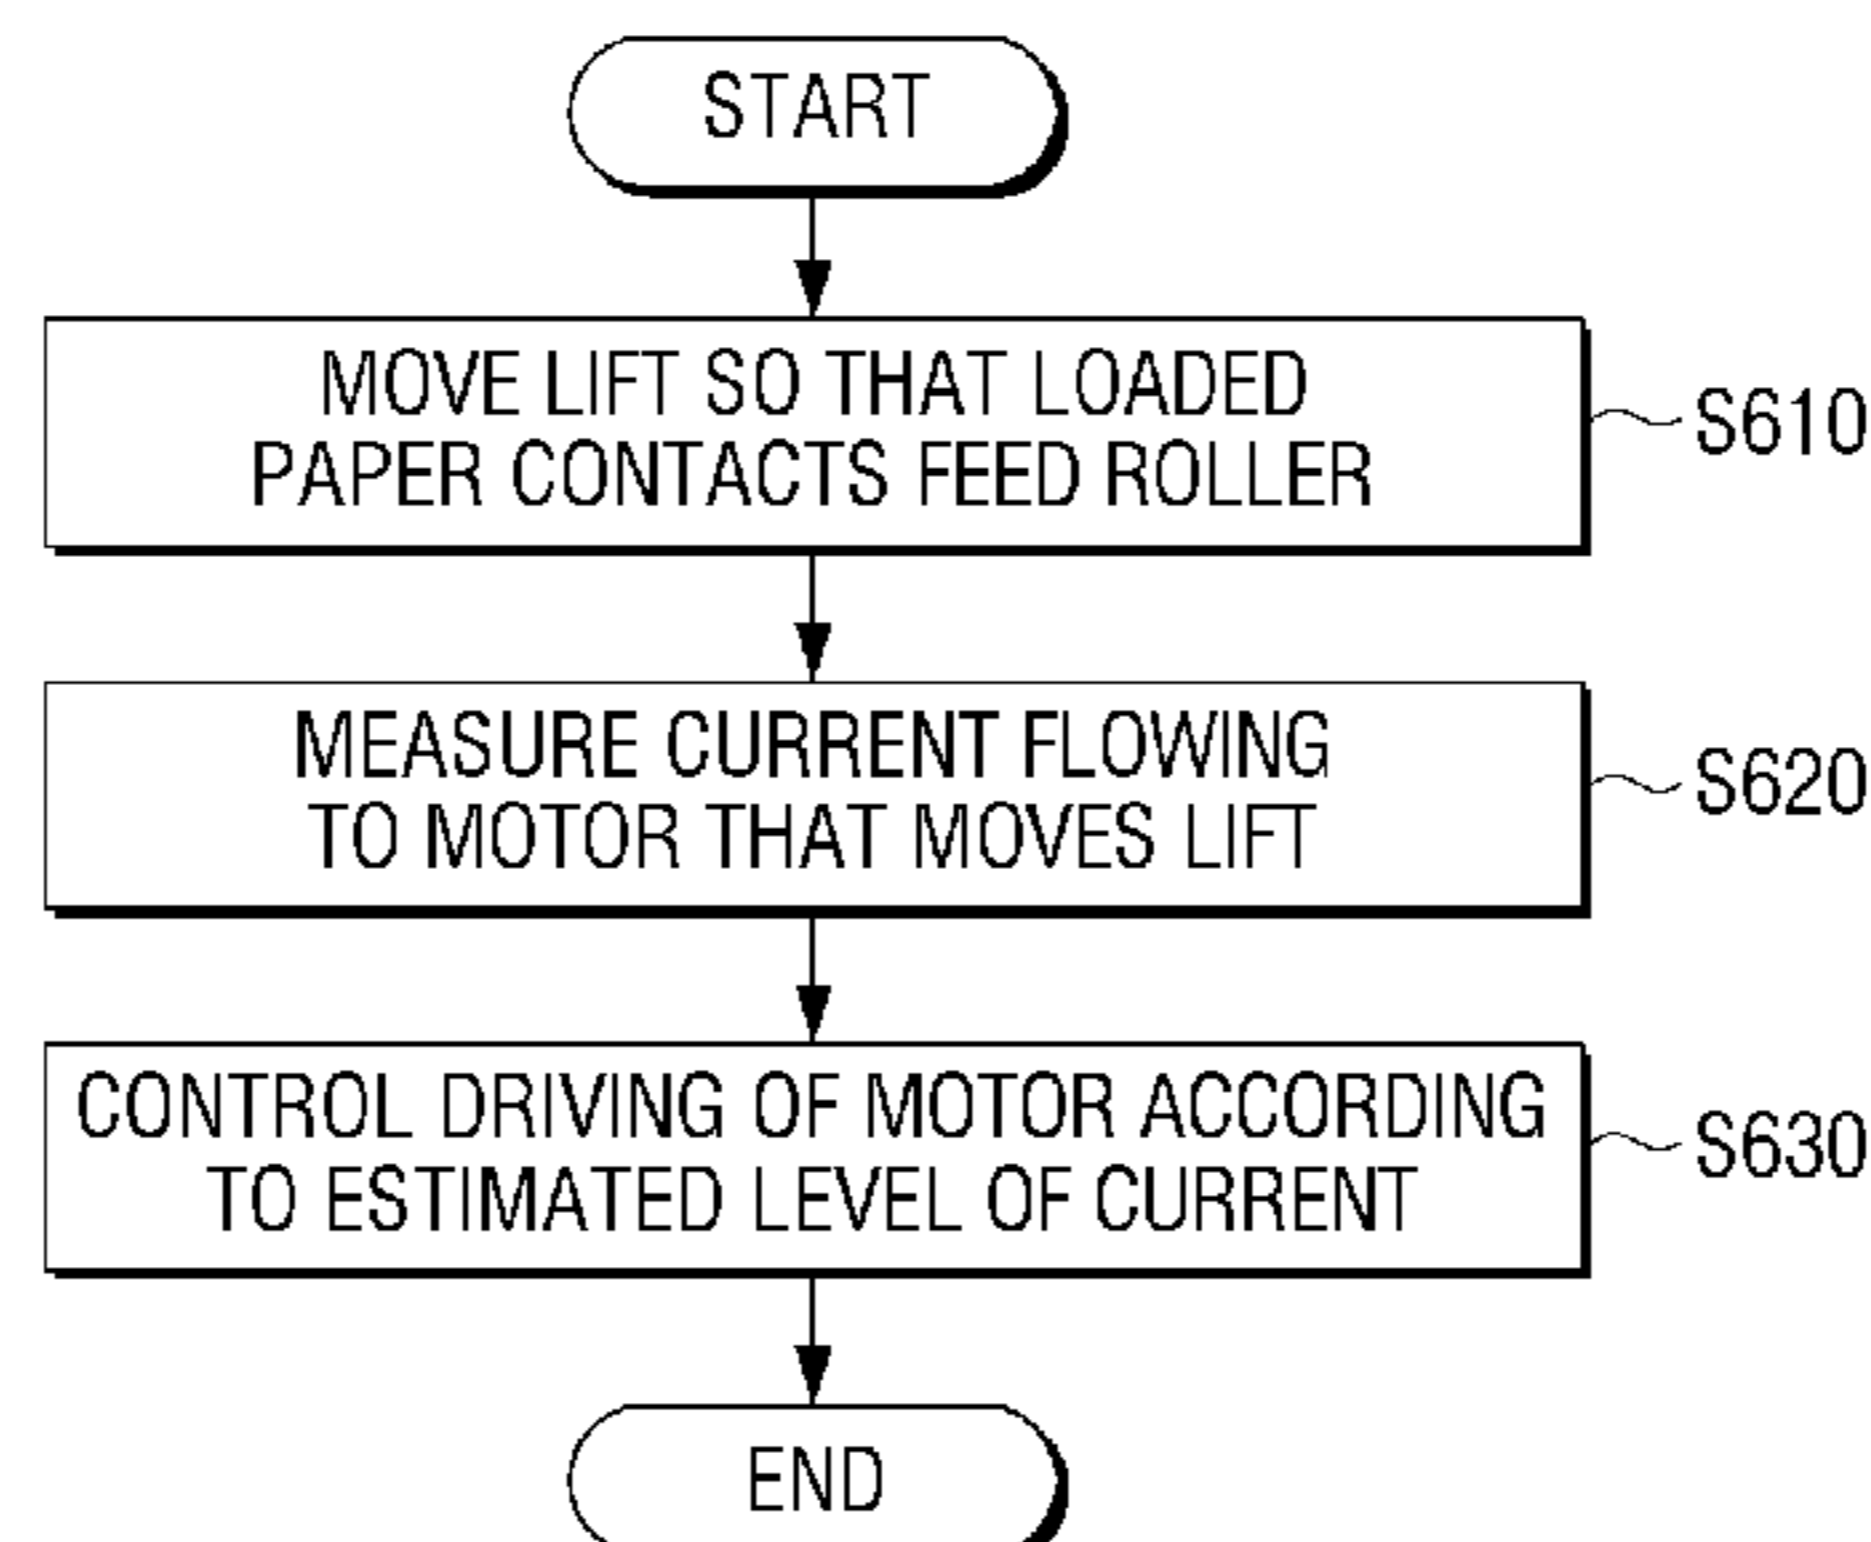 START
MOVE LIFT SO THAT LOADED
PAPER CONTACTS FEED ROLLER
S610
MEASURE CURRENT FLOWING
TO MOTOR THAT MOVES LIFT
S620
CONTROL DRIVING OF MOTOR ACCORDING
TO ESTIMATED LEVEL OF CURRENT
S630
END